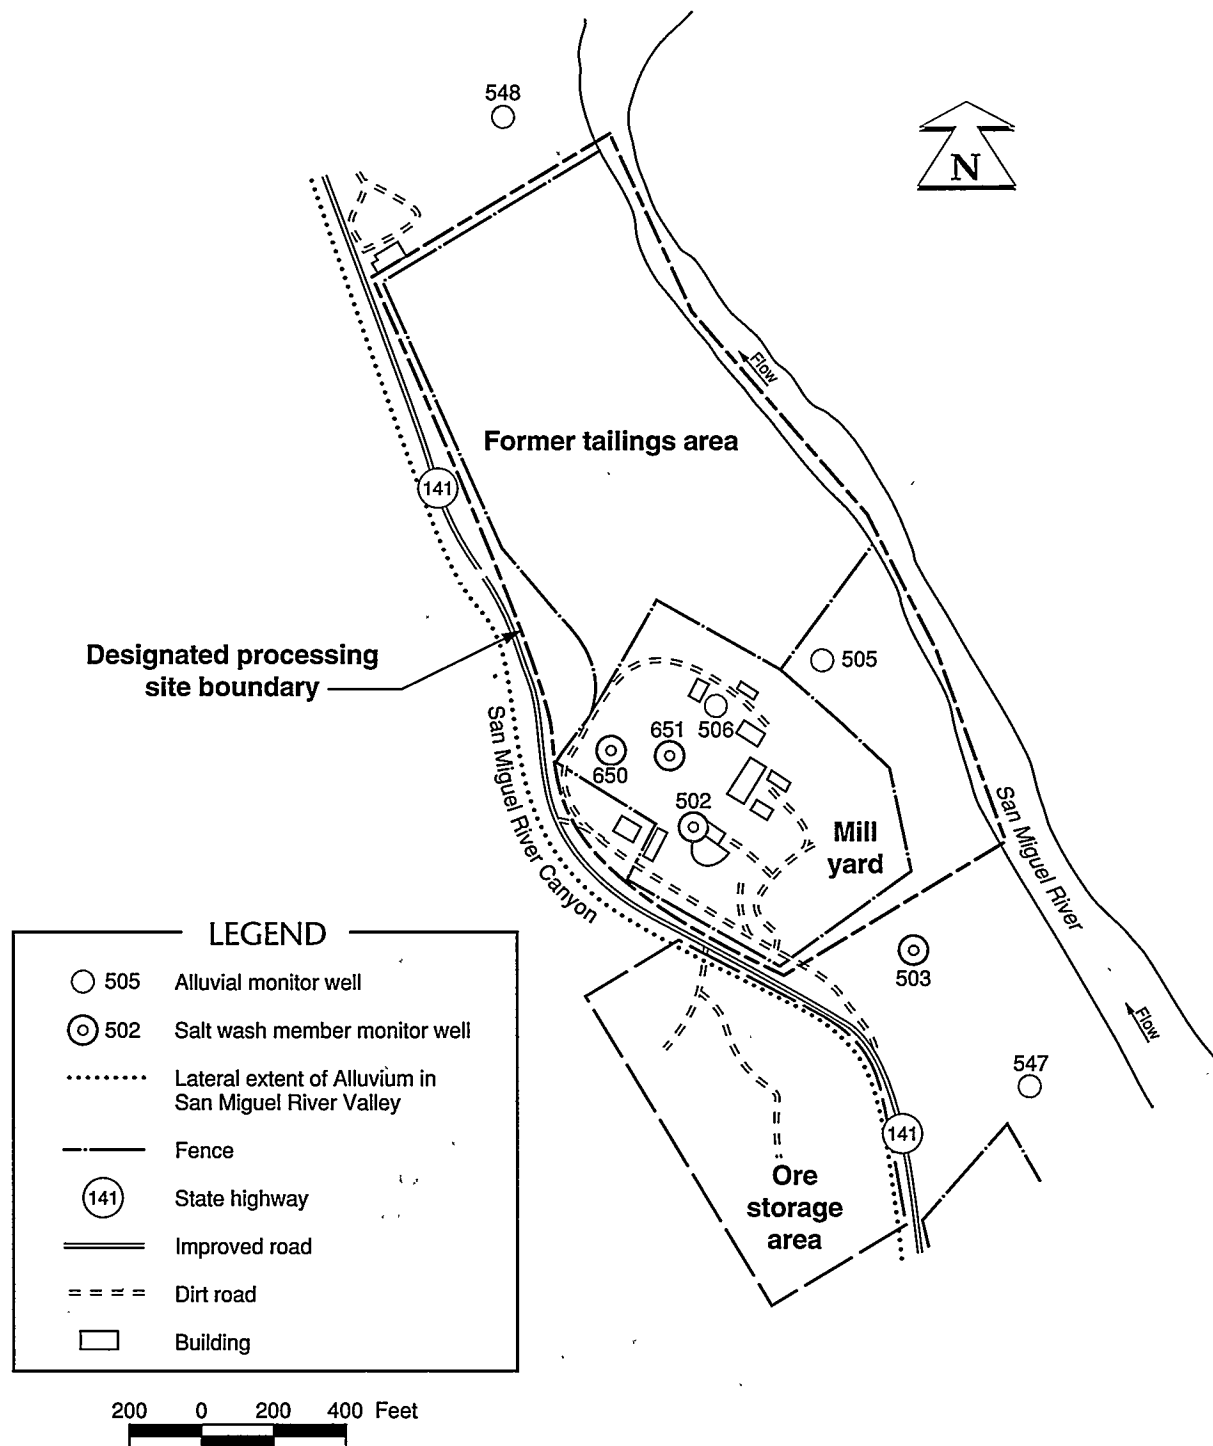 548
N
Flow
Former tailings area
141
Designated processing
site boundary
505
506
651
650
502
San Miguel River Canyon
Mill
yard
San Miguel River
503
Flow
547
141
Ore
storage
area
LEGEND
505 Alluvial monitor well
502 Salt wash member monitor well
Lateral extent of Alluvium in
San Miguel River Valley
Fence
141 State highway
Improved road
Dirt road
Building
200 0 200 400 Feet